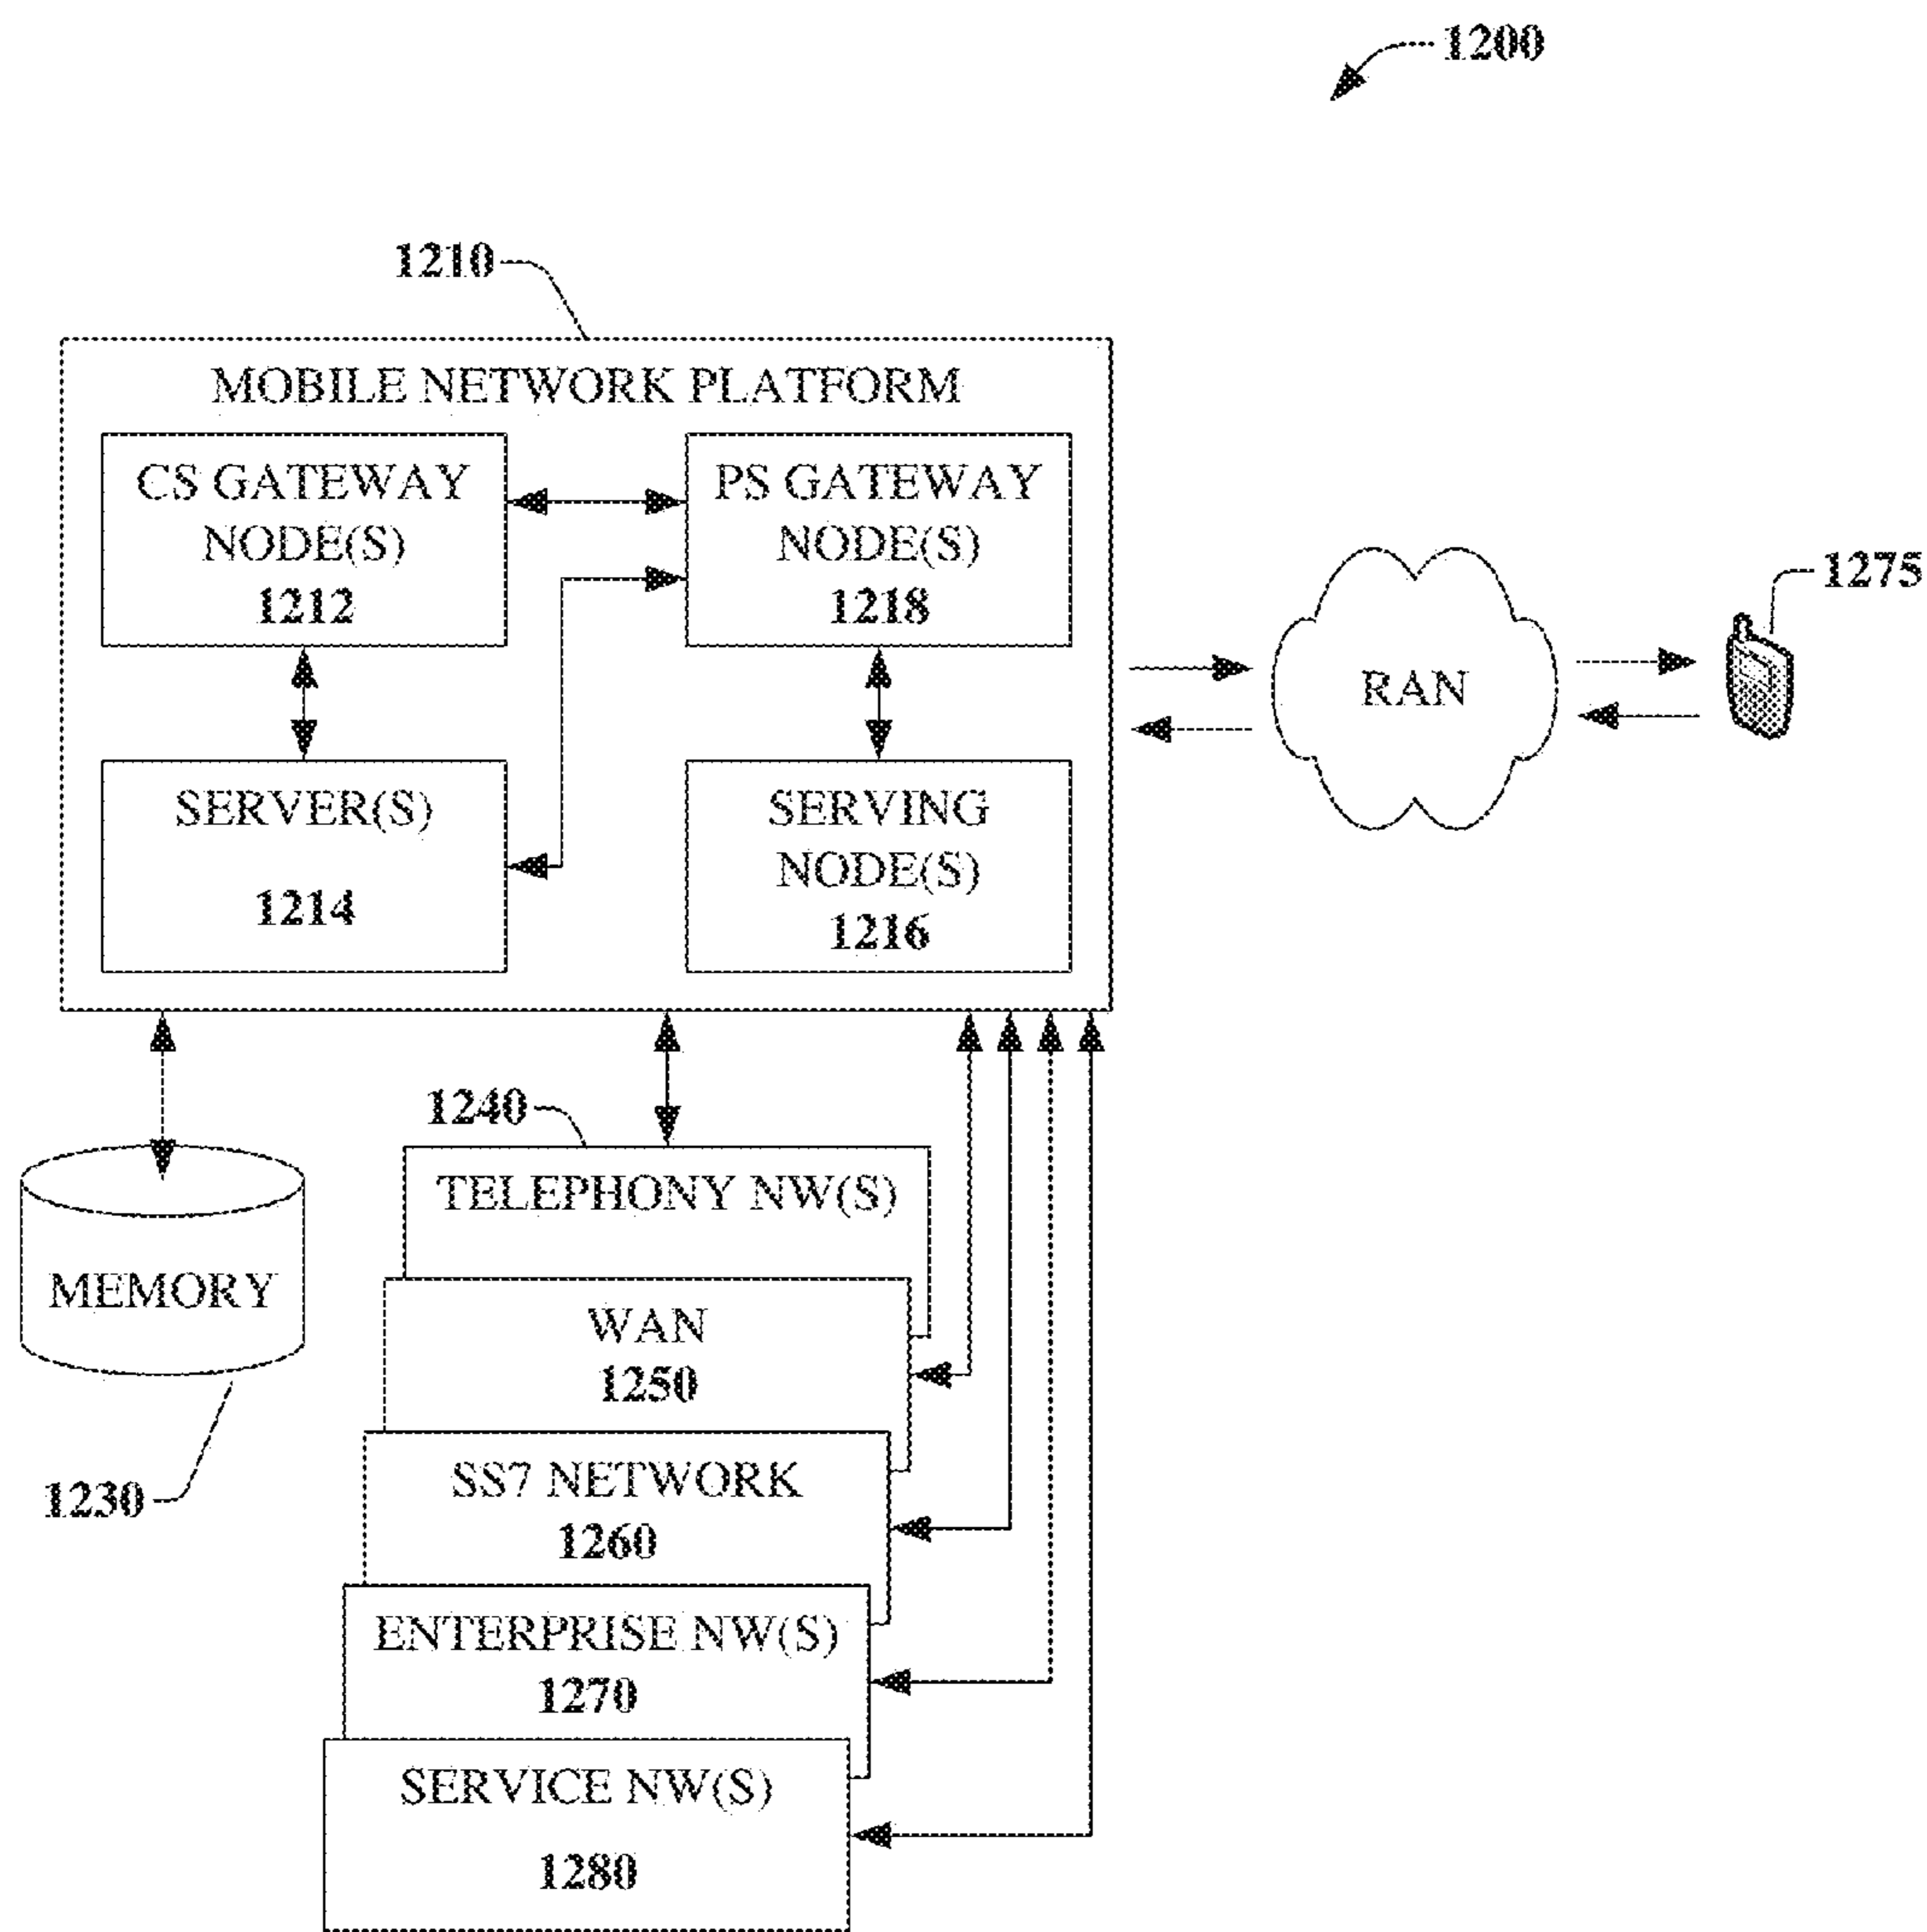 1200
1210
MOBILE NETWORK PLATFORM
CS GATEWAY
NODE(S)
1212
PS GATEWAY
NODE(S)
1218
SERVER(S)
1214
SERVING
NODE(S)
1216
RAN
1275
1240
TELEPHONY NW(S)
MEMORY
1230
WAN
1250
SS7 NETWORK
1260
ENTERPRISE NW(S)
1270
SERVICE NW(S)
1280